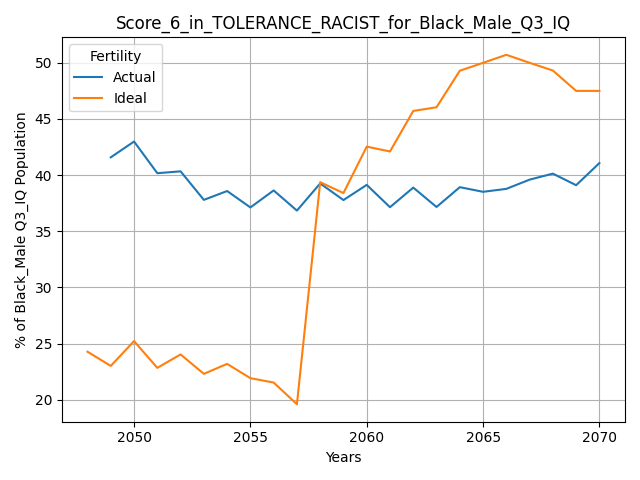 Score_6_in_TOLERANCE_RACIST_for_Black_Male_Q3_IQ
Fertility
Actual
Ideal
% of Black_Male Q3_IQ Population
50
45
40
35
30
25
20
2050
2055
2060
2065
2070
Years